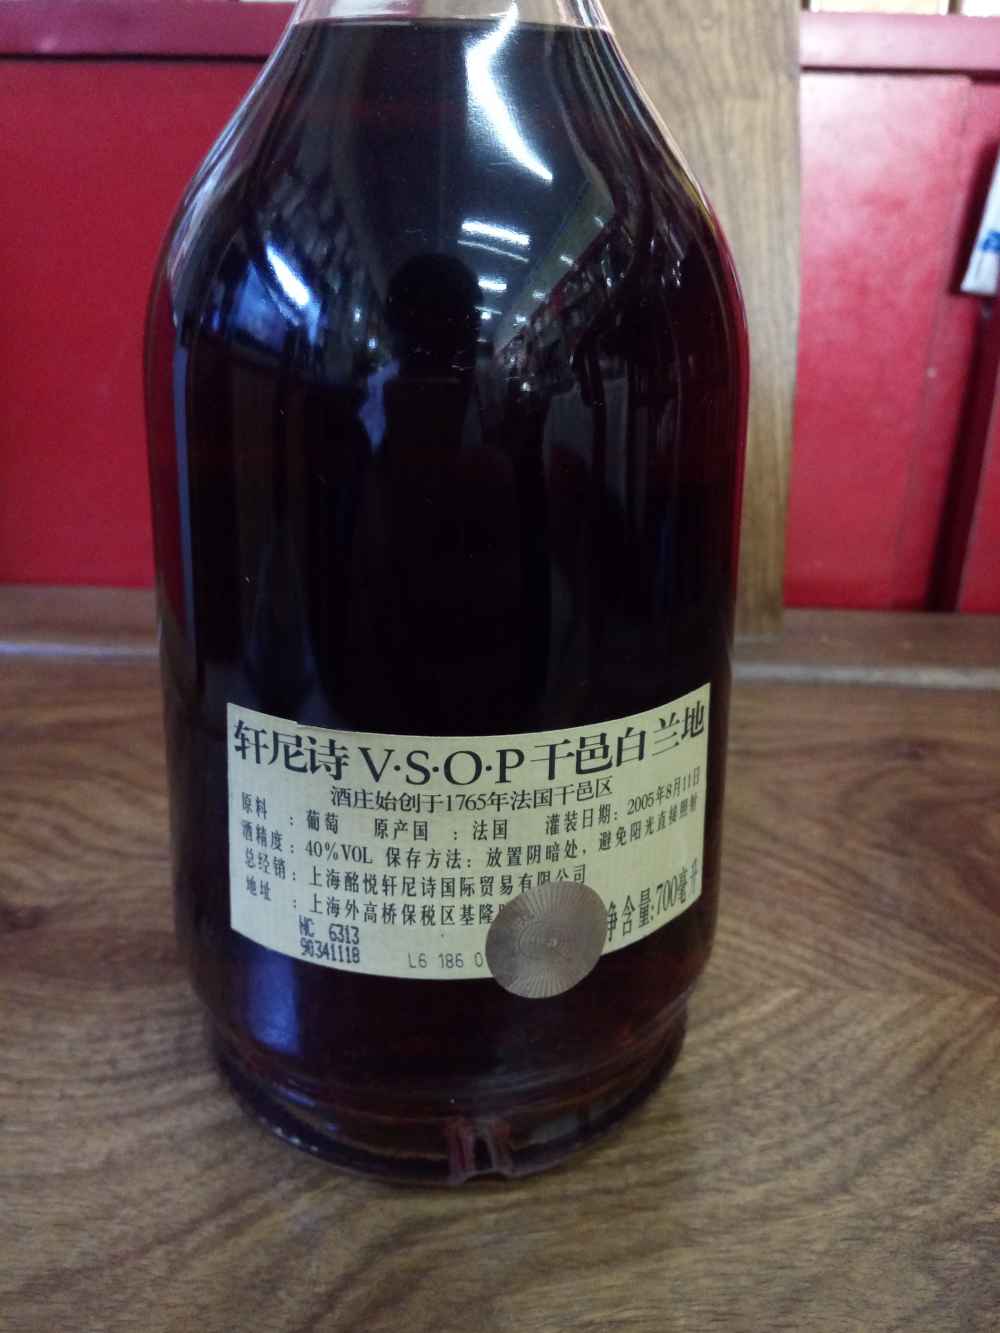 轩尼诗 V·S·O·P 干邑白兰地
酒庄始创于1765年法国干邑区
原料 : 葡萄 原产国 : 法国 灌装日期: 2005年8月11日
酒精度: 40%VOL 保存方法: 放置阴暗处, 避免阳光直接照射
总经销: 上海酩悦轩尼诗国际贸易有限公司
地址 : 上海外高桥保税区基隆
净含量:700毫升
HC 6313
90341118
L6 186 0